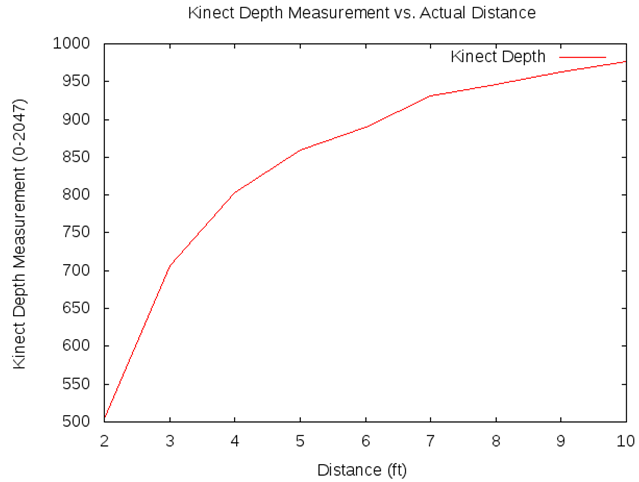 Kinect Depth Measurement vs. Actual Distance
Kinect Depth
Kinect Depth Measurement (0-2047)
1000
950
900
850
800
750
700
650
600
550
500
2 3 4 5 6 7 8 9 10
Distance (ft)